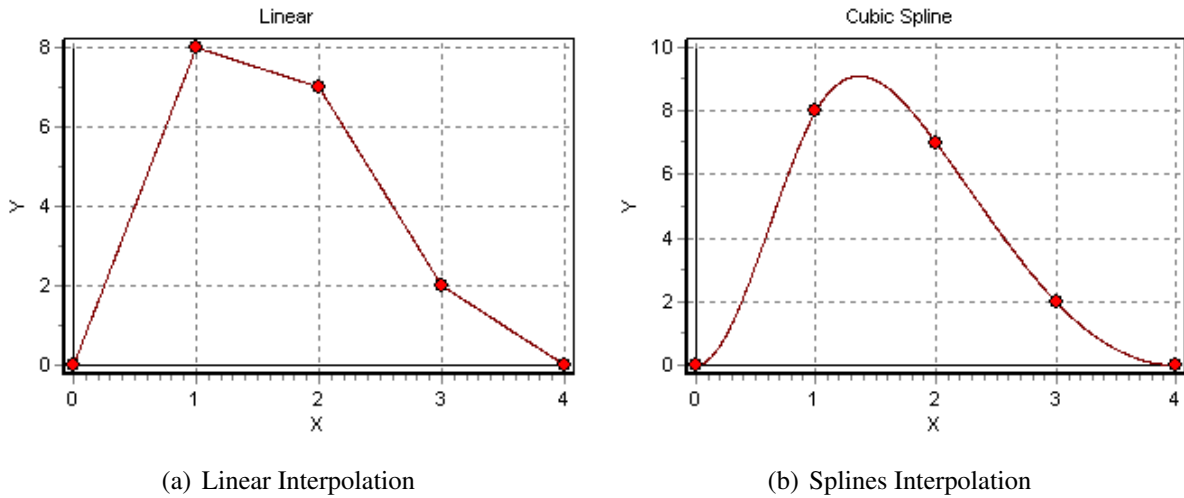 Linear
8
6
4
2
0
Y
0 1 2 3 4
X
(a) Linear Interpolation
Cubic Spline
10
8
6
4
2
0
Y
0 1 2 3 4
X
(b) Splines Interpolation